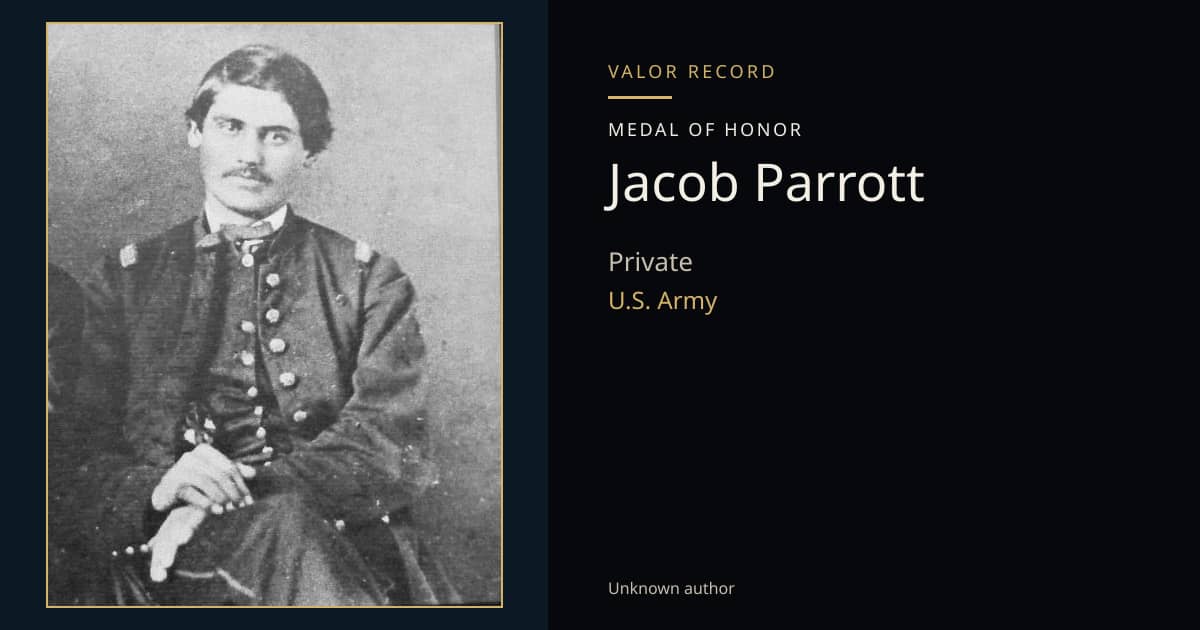 VALOR RECORD
MEDAL OF HONOR
Jacob Parrott
Private
U.S. Army
Unknown author